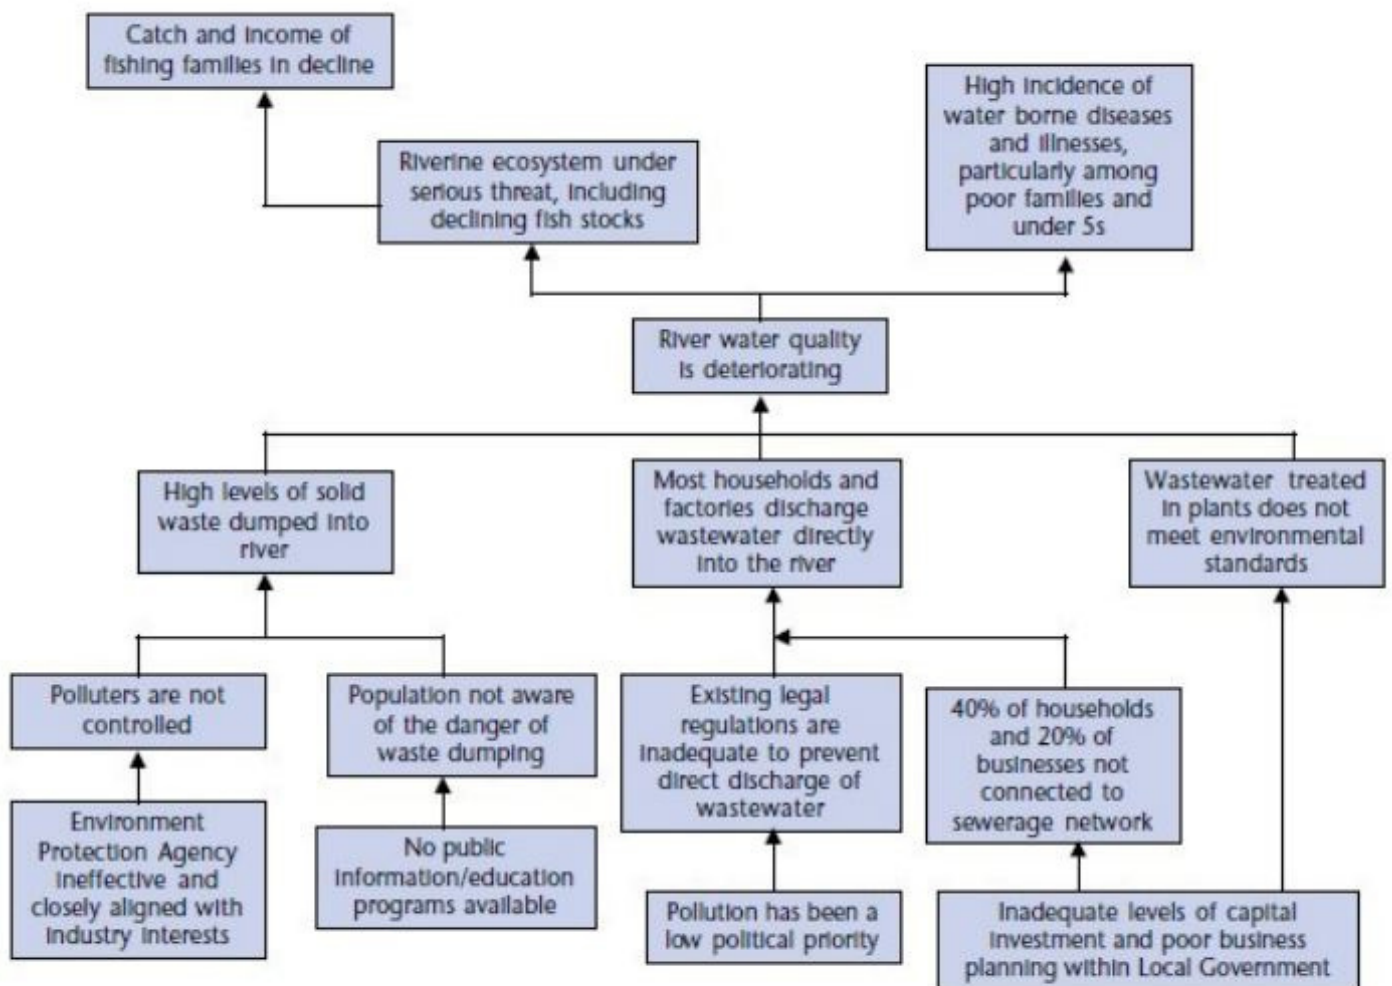 Catch and income of
fishing families in decline
High incidence of
water borne diseases
and illnesses,
particularly among
poor families and
under 5s
Riverine ecosystem under
serious threat, including
declining fish stocks
River water quality
is deteriorating
High levels of solid
waste dumped into
river
Most households and
factories discharge
wastewater directly
into the river
Wastewater treated
in plants does not
meet environmental
standards
Polluters are not
controlled
Population not aware
of the danger of
waste dumping
Existing legal
regulations are
inadequate to prevent
direct discharge of
wastewater
40% of households
and 20% of
businesses not
connected to
sewerage network
Environment
Protection Agency
ineffective and
closely aligned with
industry interests
No public
information/education
programs available
Pollution has been a
low political priority
Inadequate levels of capital
investment and poor business
planning within Local Government